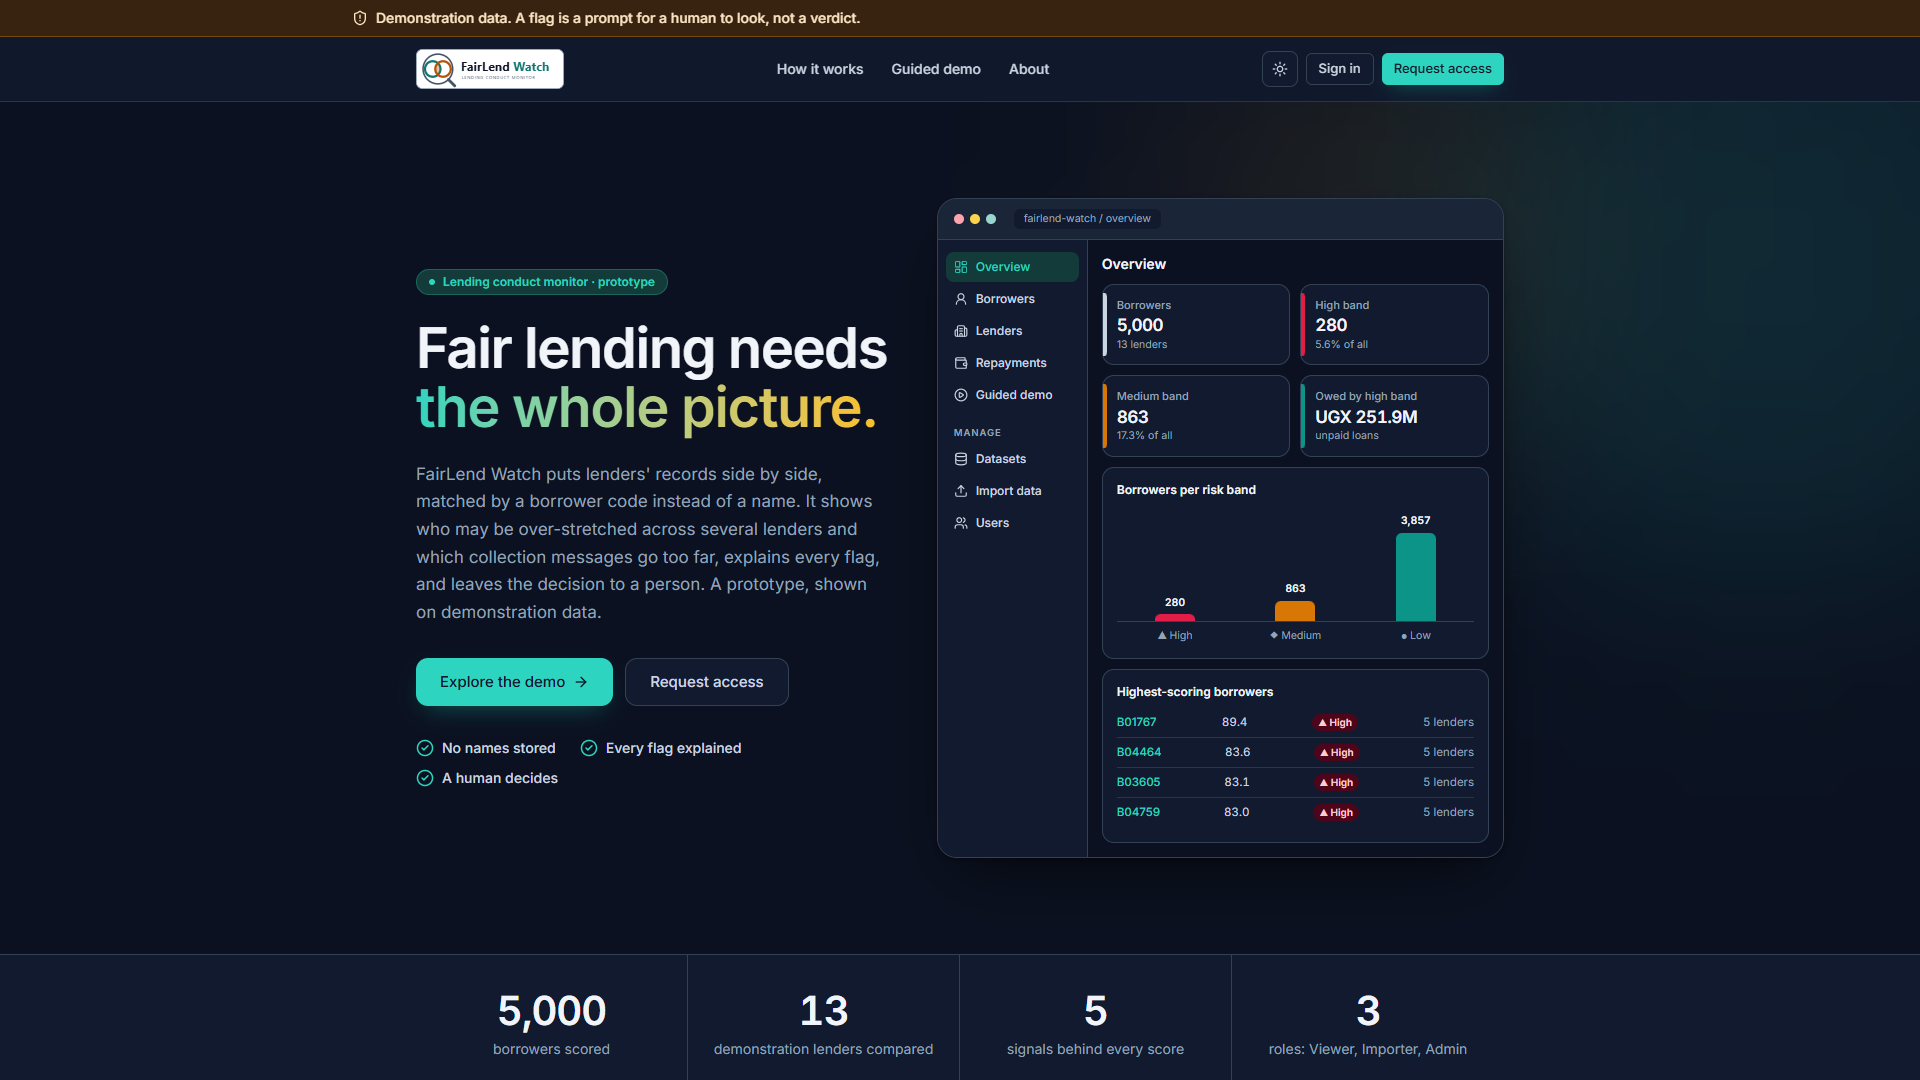 Demonstration data. A flag is a prompt for a human to look, not a verdict.
FairLend Watch
LENDING CONDUCT MONITOR
How it works
Guided demo
About
Sign in
Request access
Lending conduct monitor · prototype
Fair lending needs
the whole picture.
FairLend Watch puts lenders' records side by side,
matched by a borrower code instead of a name. It shows
who may be over-stretched across several lenders and
which collection messages go too far, explains every flag,
and leaves the decision to a person. A prototype, shown
on demonstration data.
Explore the demo →
Request access
No names stored
Every flag explained
A human decides
fairlend-watch / overview
Overview
Borrowers
Lenders
Repayments
Guided demo
MANAGE
Datasets
Import data
Users
Overview
Borrowers
5,000
13 lenders
High band
280
5.6% of all
Medium band
863
17.3% of all
Owed by high band
UGX 251.9M
unpaid loans
Borrowers per risk band
280
863
3,857
▲ High
◆ Medium
● Low
Highest-scoring borrowers
B01767 89.4 ▲ High 5 lenders
B04464 83.6 ▲ High 5 lenders
B03605 83.1 ▲ High 5 lenders
B04759 83.0 ▲ High 5 lenders
5,000
borrowers scored
13
demonstration lenders compared
5
signals behind every score
3
roles: Viewer, Importer, Admin